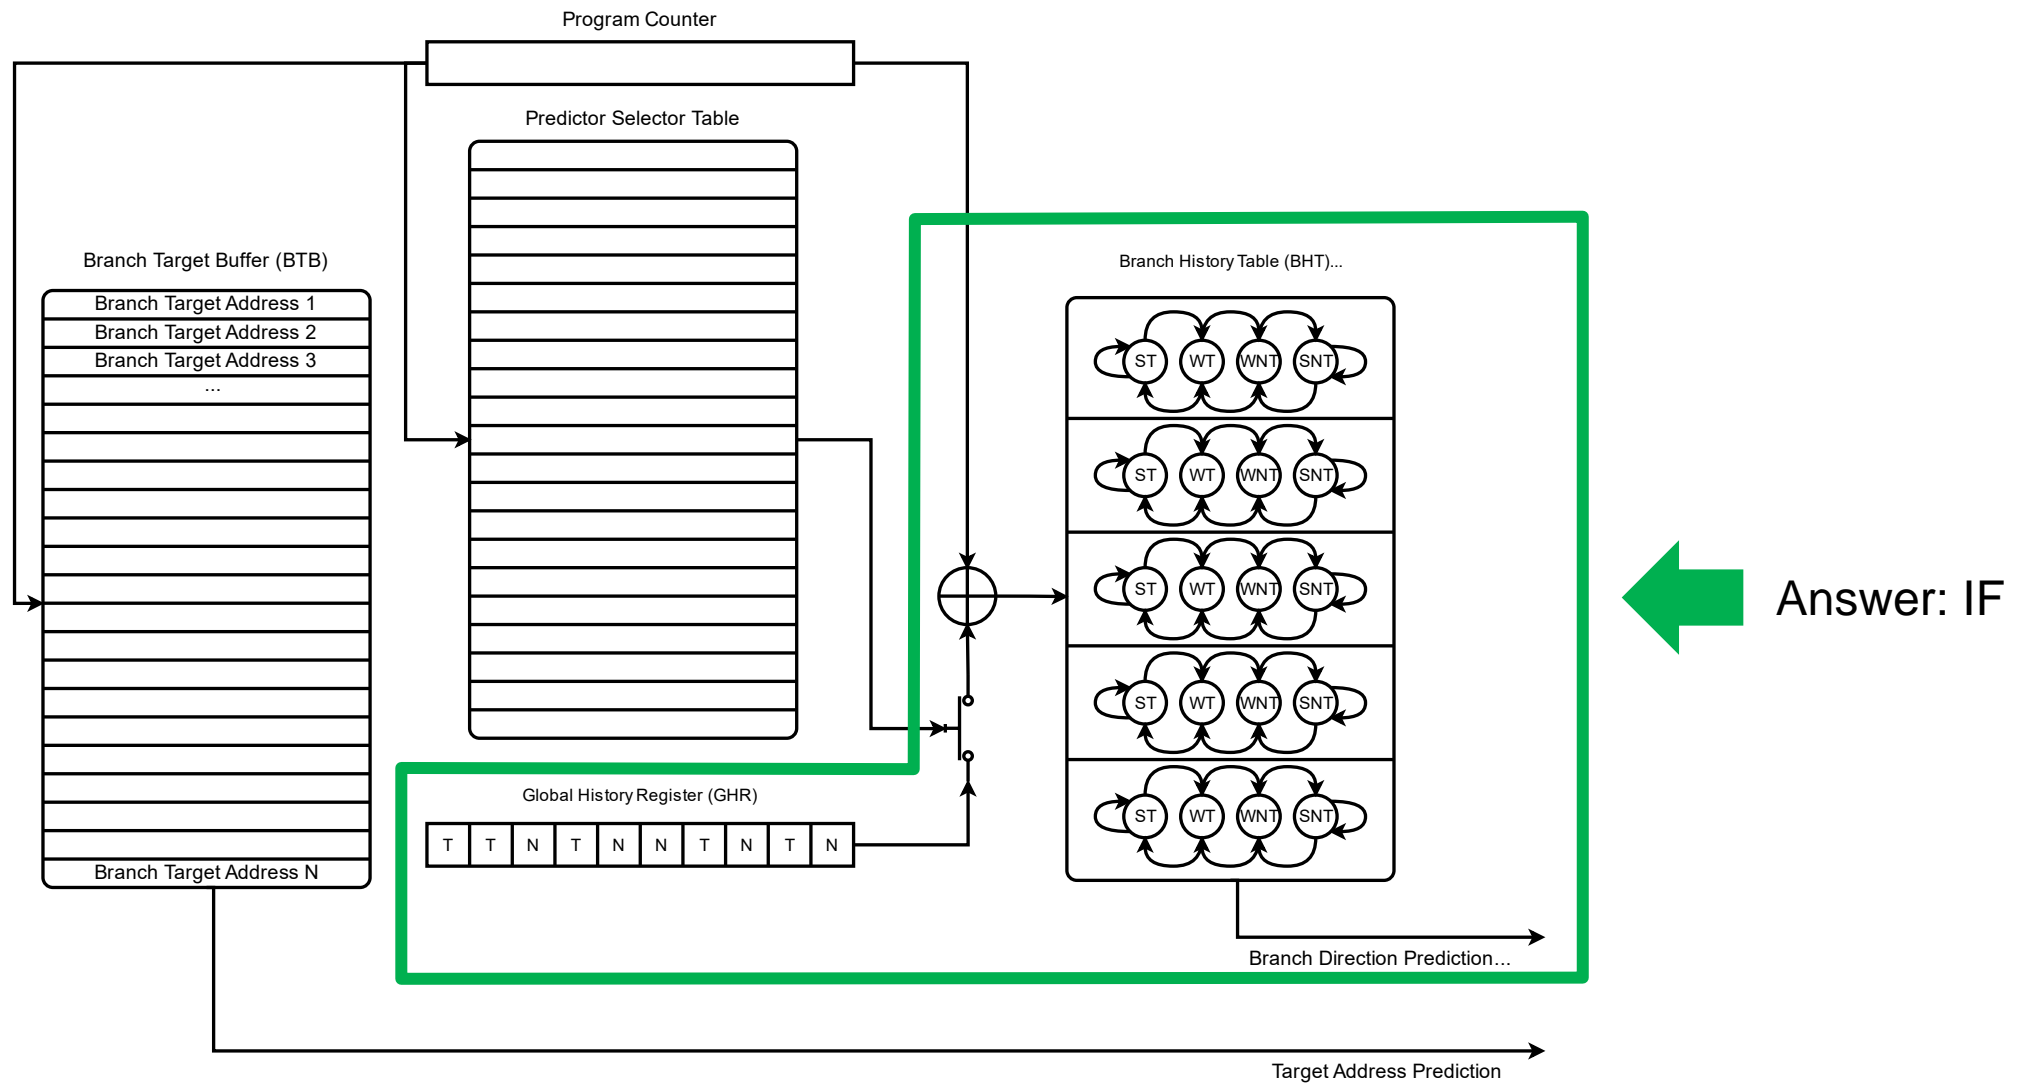 Program Counter
Predictor Selector Table
Branch Target Buffer (BTB)
Branch Target Address 1
Branch Target Address 2
Branch Target Address 3
...
Branch Target Address N
Branch History Table (BHT)...
ST WT WNT SNT
ST WT WNT SNT
ST WT WNT SNT
ST WT WNT SNT
ST WT WNT SNT
Global History Register (GHR)
T T N T N N T N T N
Branch Direction Prediction...
Target Address Prediction
Answer: IF